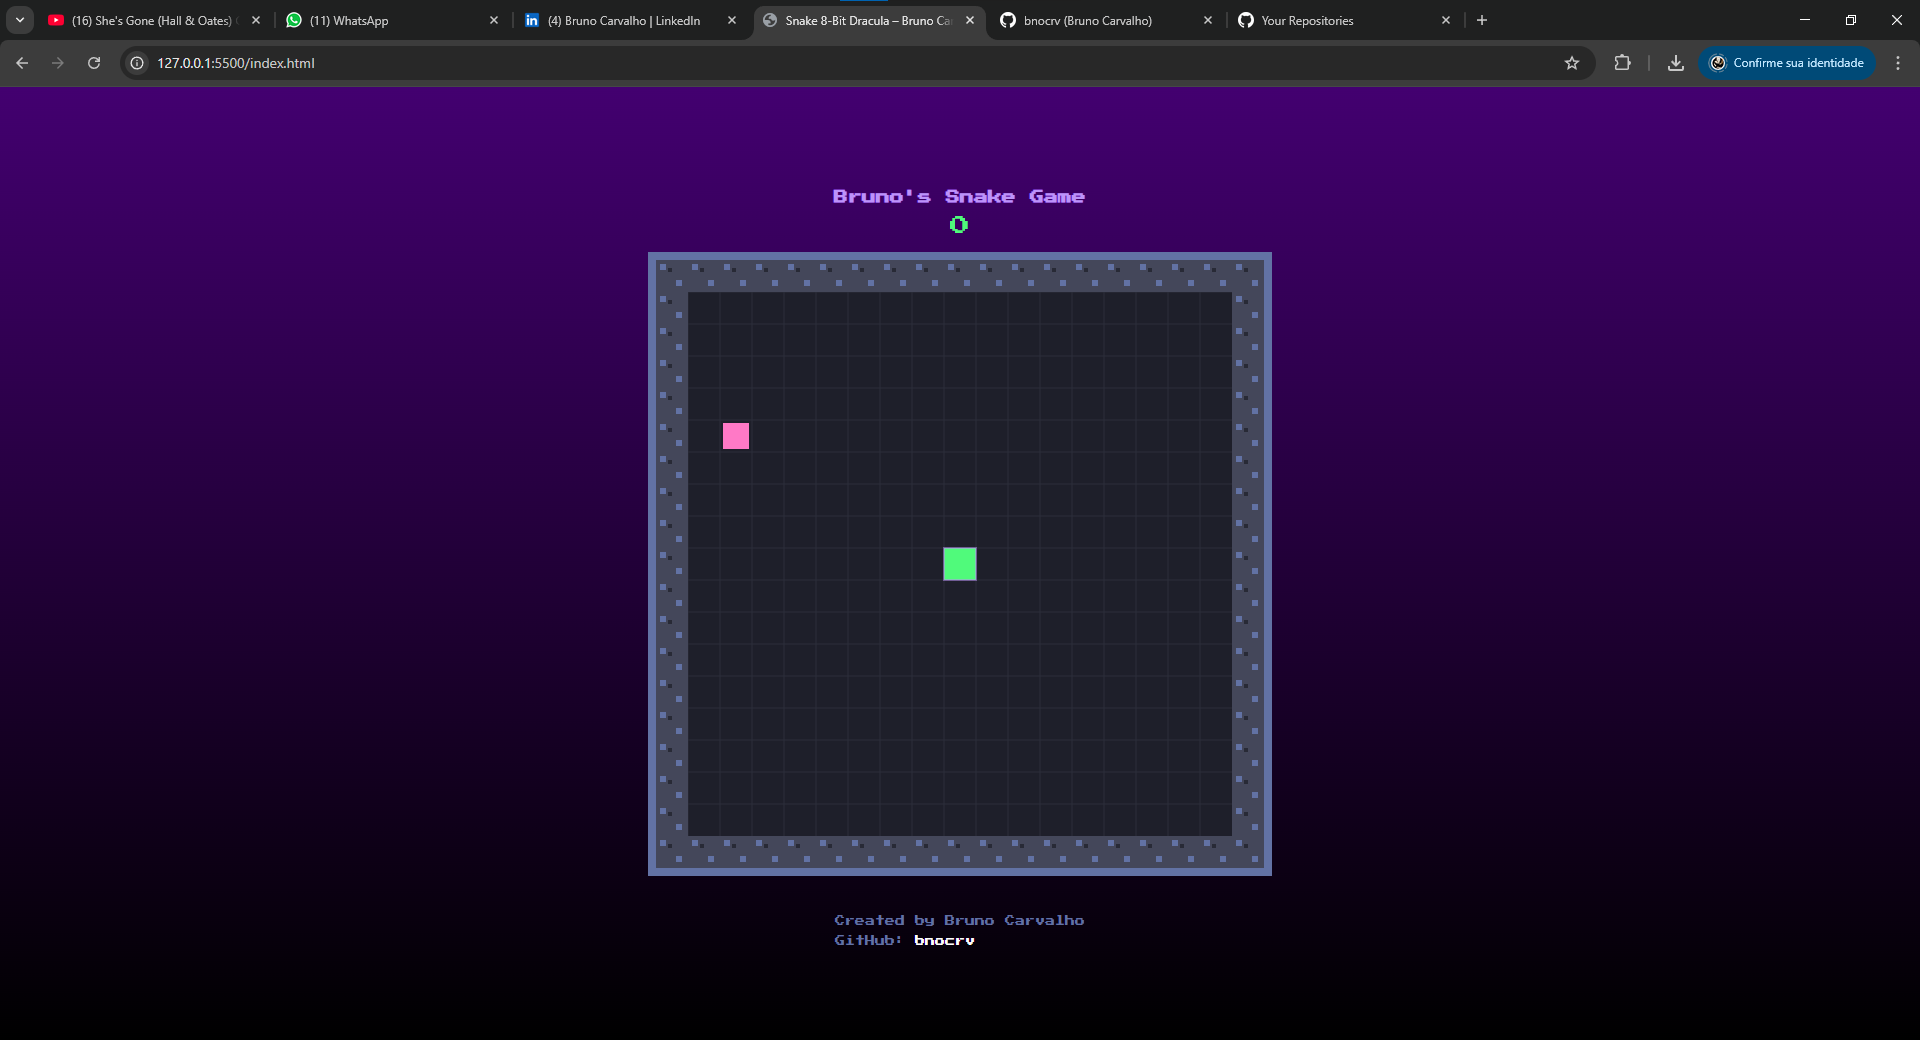 (16) She's Gone (Hall & Oates)
(11) WhatsApp
(4) Bruno Carvalho | LinkedIn
Snake 8-Bit Dracula – Bruno Ca
bnocrv (Bruno Carvalho)
Your Repositories
127.0.0.1:5500/index.html
Confirme sua identidade
Bruno's Snake Game
0
Created by Bruno Carvalho
GitHub: bnocrv